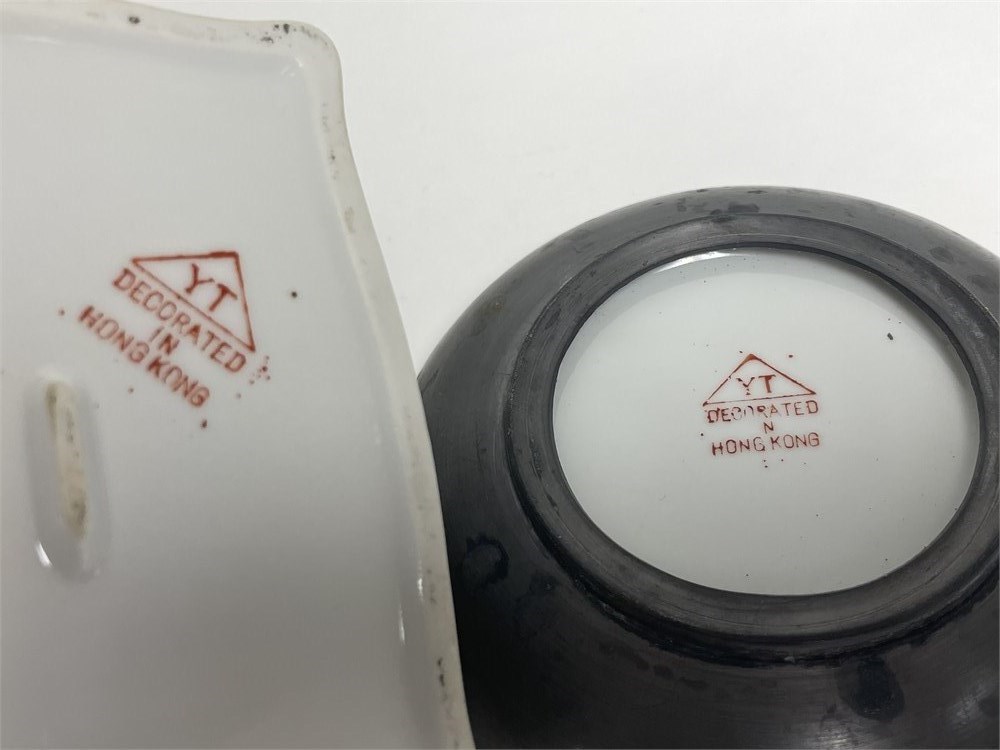 YT
DECORATED
IN
HONG KONG
YT
DECORATED
N
HONG KONG